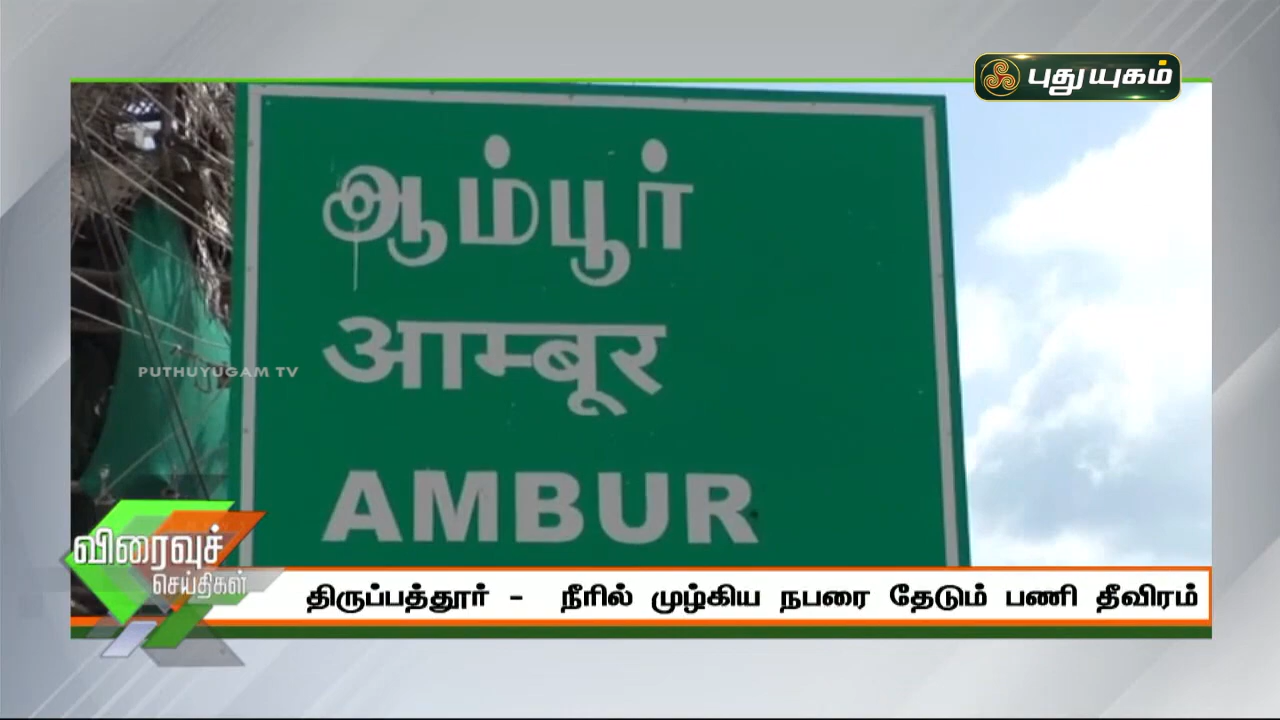 புதுயுகம்
ஆம்பூர்
आम्बूर
PUTHUYUGAM TV
AMBUR
விரைவுச்
செய்திகள்
திருப்பத்தூர் - நீரில் முழ்கிய நபரை தேடும் பணி தீவிரம்